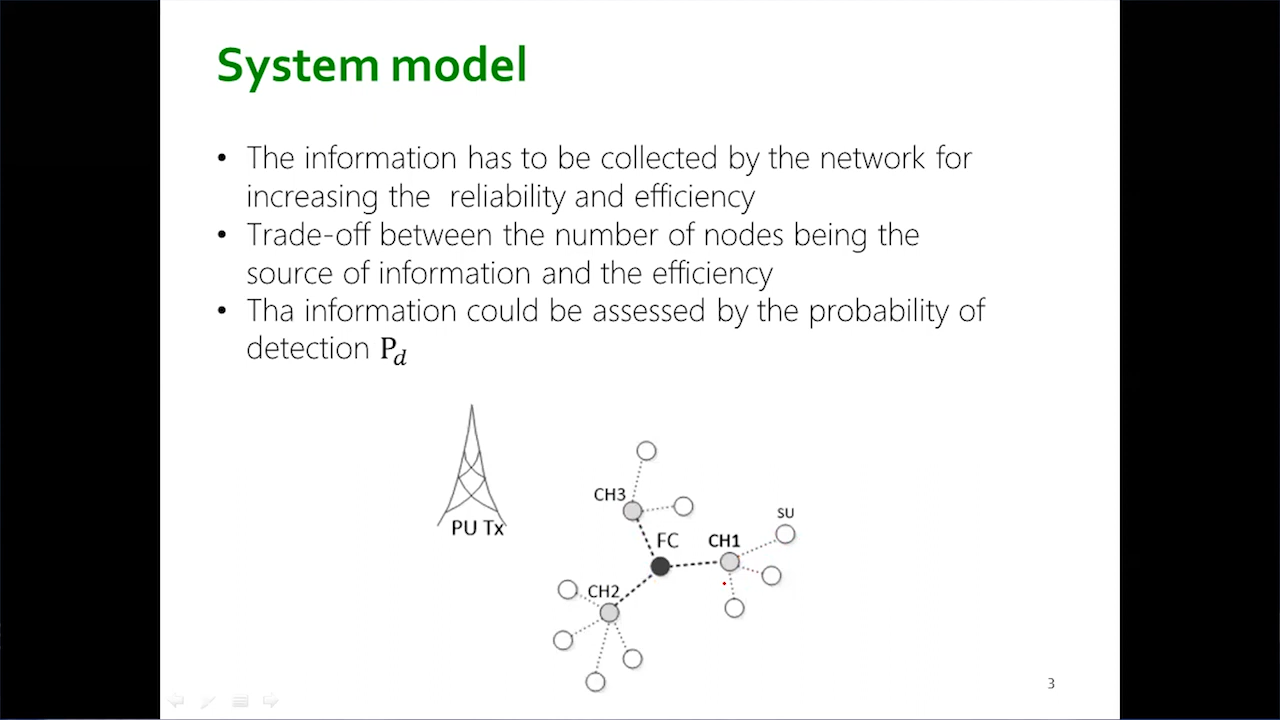 System model
• The information has to be collected by the network for
increasing the reliability and efficiency
• Trade-off between the number of nodes being the
source of information and the efficiency
• Tha information could be assessed by the probability of
detection P_d
PU Tx
CH3
SU
FC
CH1
CH2
3